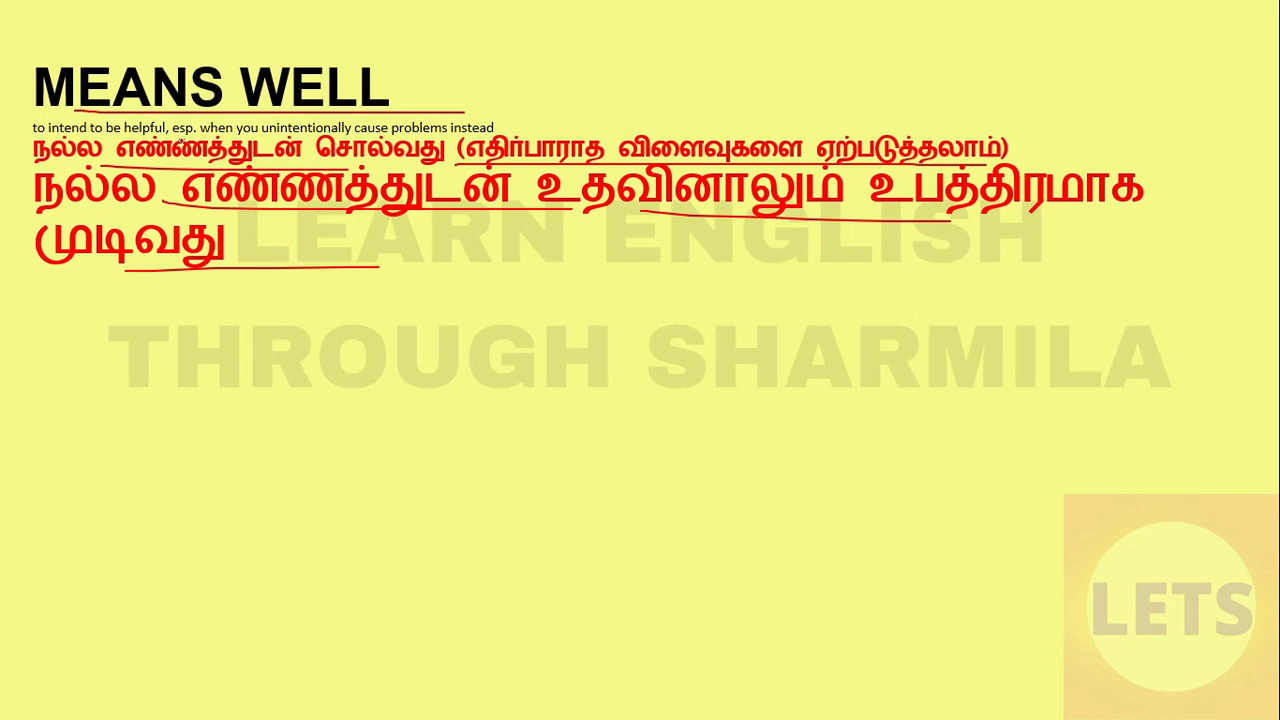 MEANS WELL
to intend to be helpful, esp. when you unintentionally cause problems instead
நல்ல எண்ணத்துடன் சொல்வது (எதிர்பாராத விளைவுகளை ஏற்படுத்தலாம்)
நல்ல எண்ணத்துடன் உதவினாலும் உபத்திரமாக
முடிவது
LEARN ENGLISH
THROUGH SHARMILA
LETS